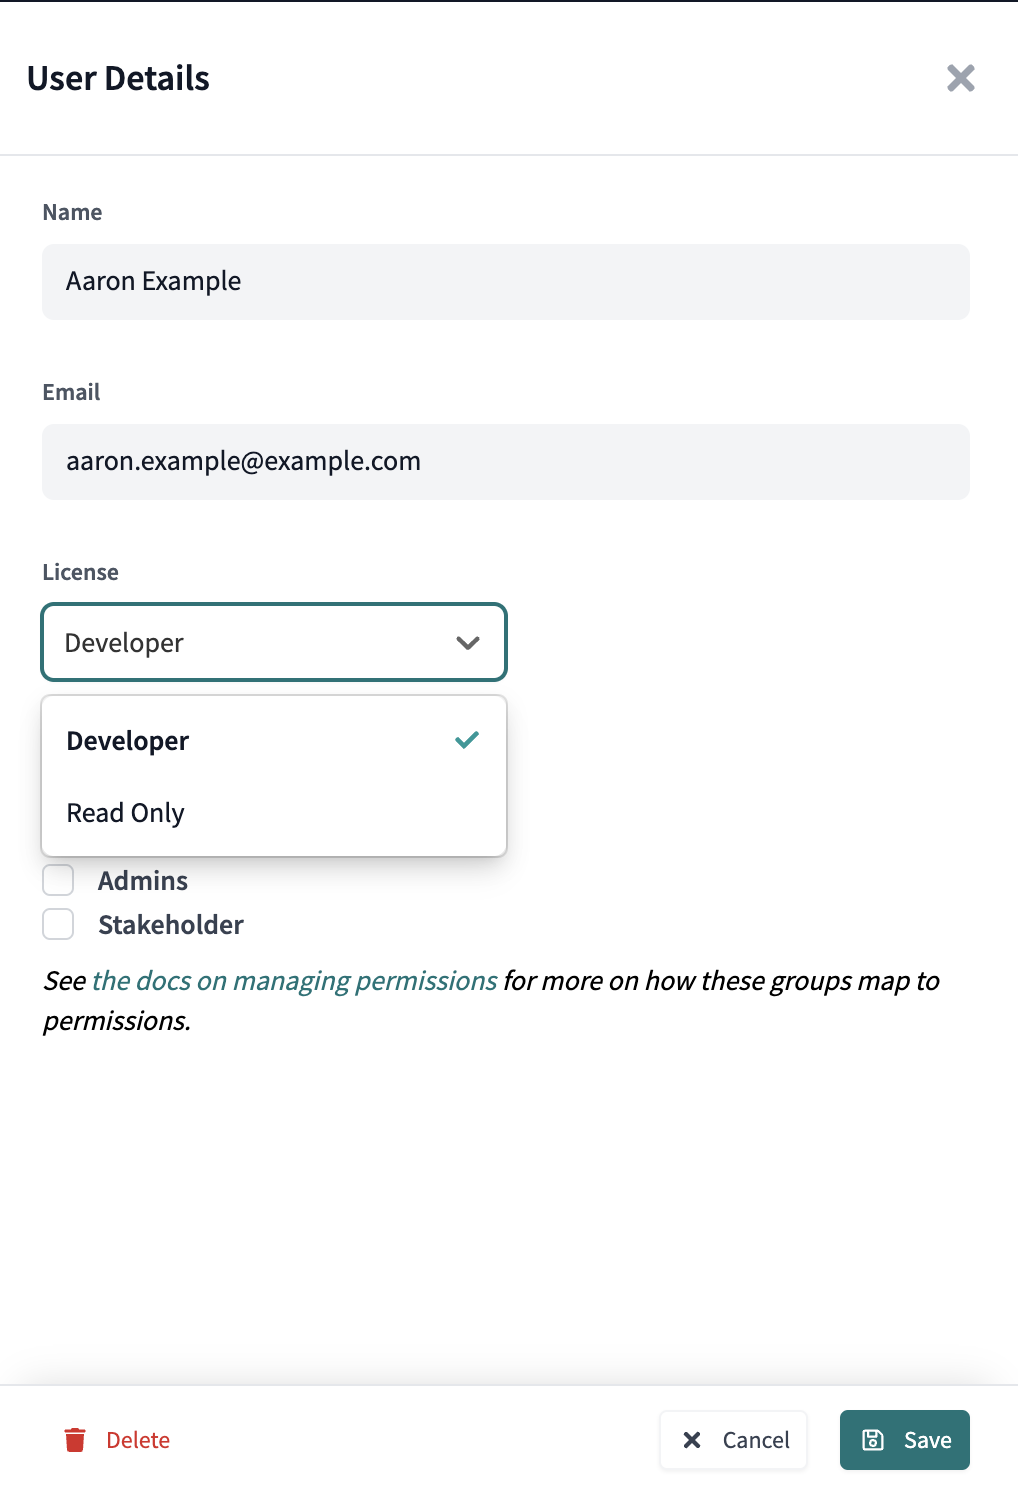 User Details
Name
Aaron Example
Email
aaron.example@example.com
License
Developer
Developer
Read Only
Admins
Stakeholder
See the docs on managing permissions for more on how these groups map to
permissions.
Delete
Cancel
Save